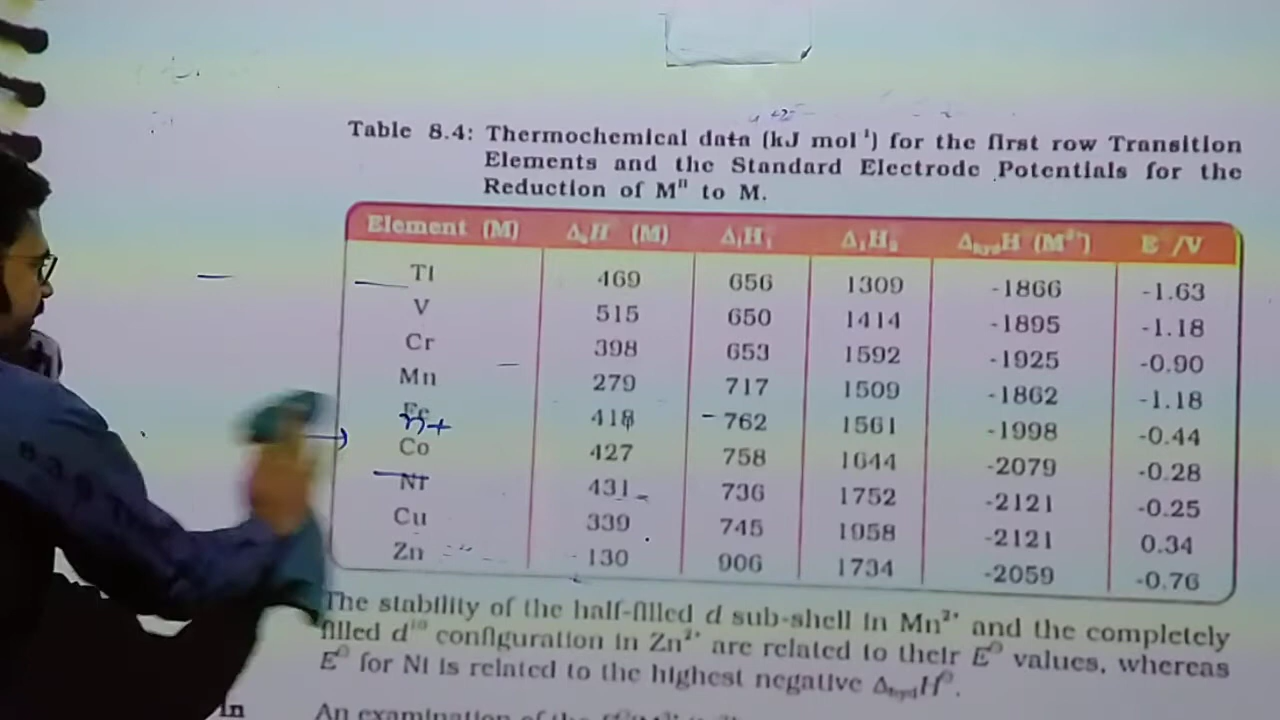 Table 8.4: Thermochemical data (kJ mol⁻¹) for the first row Transition
Elements and the Standard Electrode Potentials for the
Reduction of Mᴵᴵ to M.
Element (M) ΔₐH (M) ΔᵢH₁ ΔᵢH₂ ΔhydH (M²⁺) E /V
Ti 469 656 1309 -1866 -1.63
V 515 650 1414 -1895 -1.18
Cr 398 653 1592 -1925 -0.90
Mn 279 717 1509 -1862 -1.18
Fe 418 762 1561 -1998 -0.44
Co 427 758 1644 -2079 -0.28
Ni 431 736 1752 -2121 -0.25
Cu 339 745 1958 -2121 0.34
Zn 130 906 1734 -2059 -0.76
The stability of the half-filled d sub-shell in Mn²⁺ and the completely
filled d¹⁰ configuration in Zn²⁺ are related to their E⊖ values, whereas
E⊖ for Ni is related to the highest negative ΔhydH⊖.
An examination of the